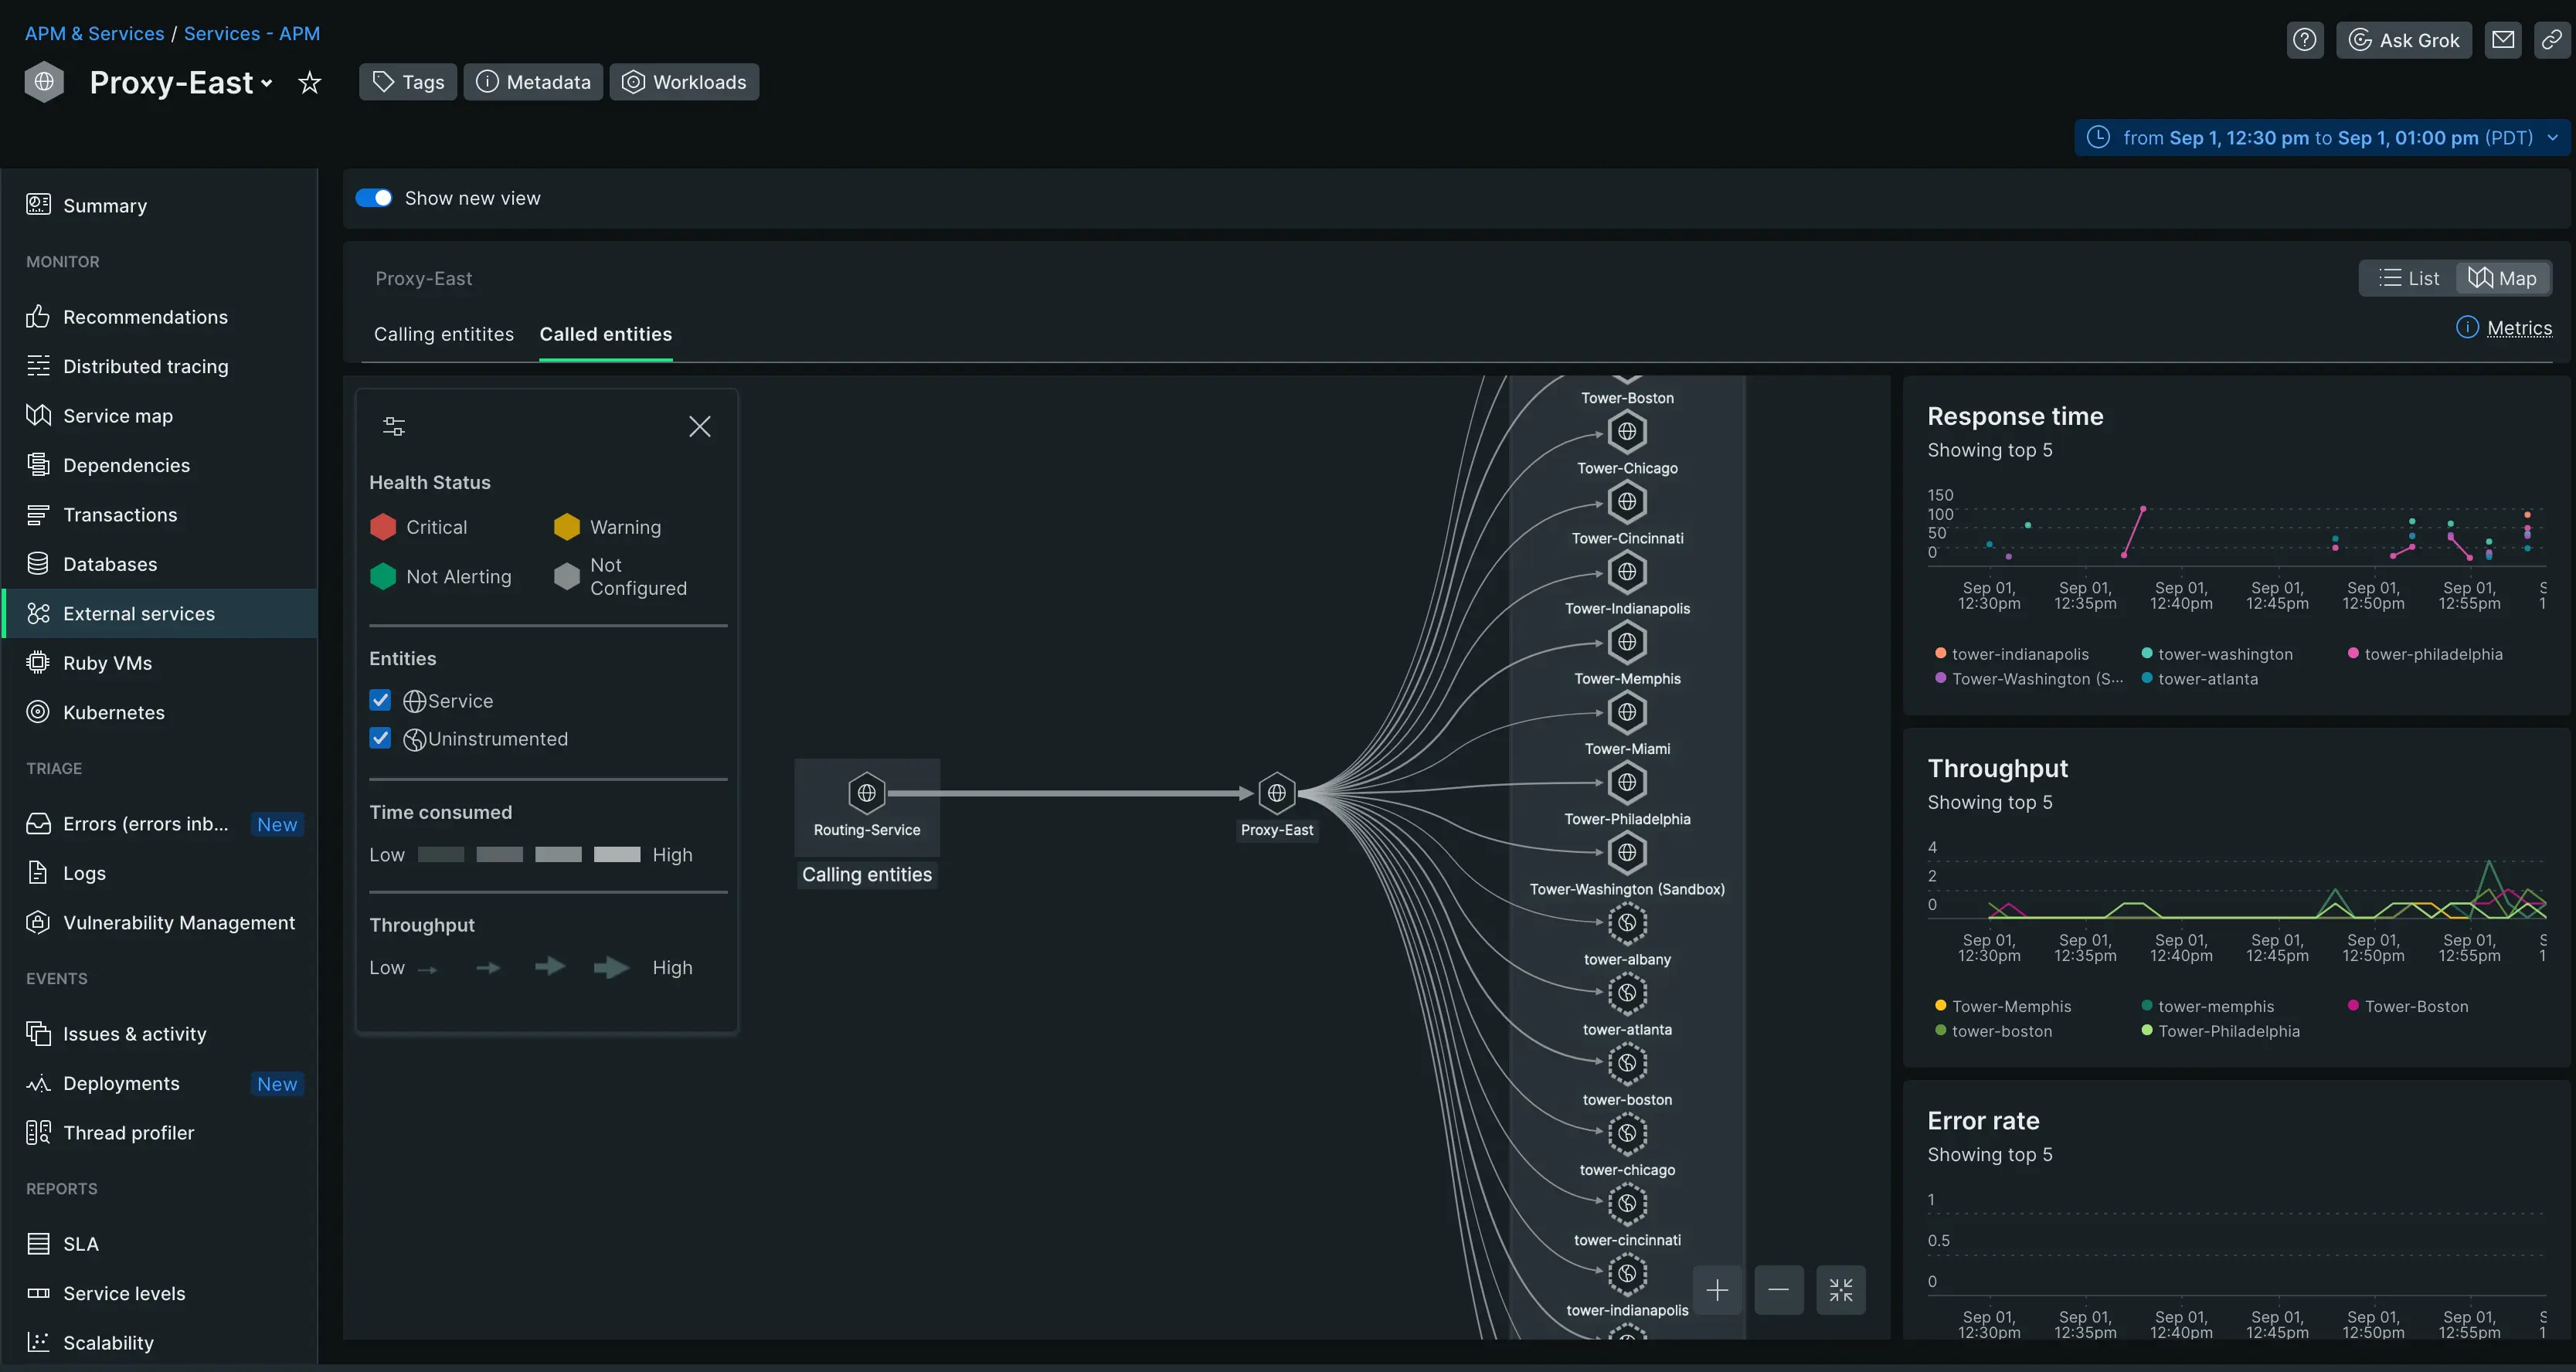 APM & Services / Services - APM
Ask Grok
Proxy-East
Tags
Metadata
Workloads
from Sep 1, 12:30 pm to Sep 1, 01:00 pm (PDT)
Summary
MONITOR
Recommendations
Distributed tracing
Service map
Dependencies
Transactions
Databases
External services
Ruby VMs
Kubernetes
TRIAGE
Errors (errors inb... New
Logs
Vulnerability Management
EVENTS
Issues & activity
Deployments New
Thread profiler
REPORTS
SLA
Service levels
Scalability
Show new view
Proxy-East
List
Map
Calling entitites
Called entities
Metrics
Health Status
Critical
Warning
Not Alerting
Not
Configured
Entities
Service
Uninstrumented
Time consumed
Low High
Throughput
Low High
Routing-Service
Calling entities
Proxy-East
Tower-Boston
Tower-Chicago
Tower-Cincinnati
Tower-Indianapolis
Tower-Memphis
Tower-Miami
Tower-Philadelphia
Tower-Washington (Sandbox)
tower-albany
tower-atlanta
tower-boston
tower-chicago
tower-cincinnati
tower-indianapolis
Response time
Showing top 5
150
100
50
0
Sep 01, Sep 01, Sep 01, Sep 01, Sep 01, Sep 01, S
12:30pm 12:35pm 12:40pm 12:45pm 12:50pm 12:55pm 1
tower-indianapolis tower-washington tower-philadelphia
Tower-Washington (S... tower-atlanta
Throughput
Showing top 5
4
2
0
Sep 01, Sep 01, Sep 01, Sep 01, Sep 01, Sep 01, S
12:30pm 12:35pm 12:40pm 12:45pm 12:50pm 12:55pm 1
Tower-Memphis tower-memphis Tower-Boston
tower-boston Tower-Philadelphia
Error rate
Showing top 5
1
0.5
0
Sep 01, Sep 01, Sep 01, Sep 01, Sep 01, Sep 01, S
12:30pm 12:35pm 12:40pm 12:45pm 12:50pm 12:55pm 1